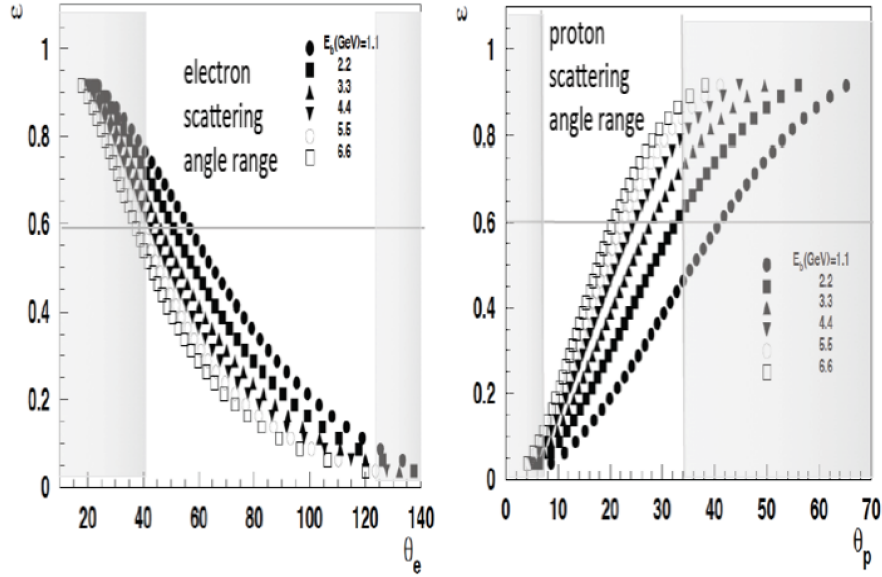 ε
E_b(GeV)=1.1
2.2
3.3
4.4
5.5
6.6
electron
scattering
angle range
1
0.8
0.6
0.4
0.2
0
20 40 60 80 100 120 140
θ_e
ε
proton
scattering
angle range
1
0.8
0.6
0.4
0.2
0
E_b(GeV)=1.1
2.2
3.3
4.4
5.5
6.6
0 10 20 30 40 50 60 70
θ_p